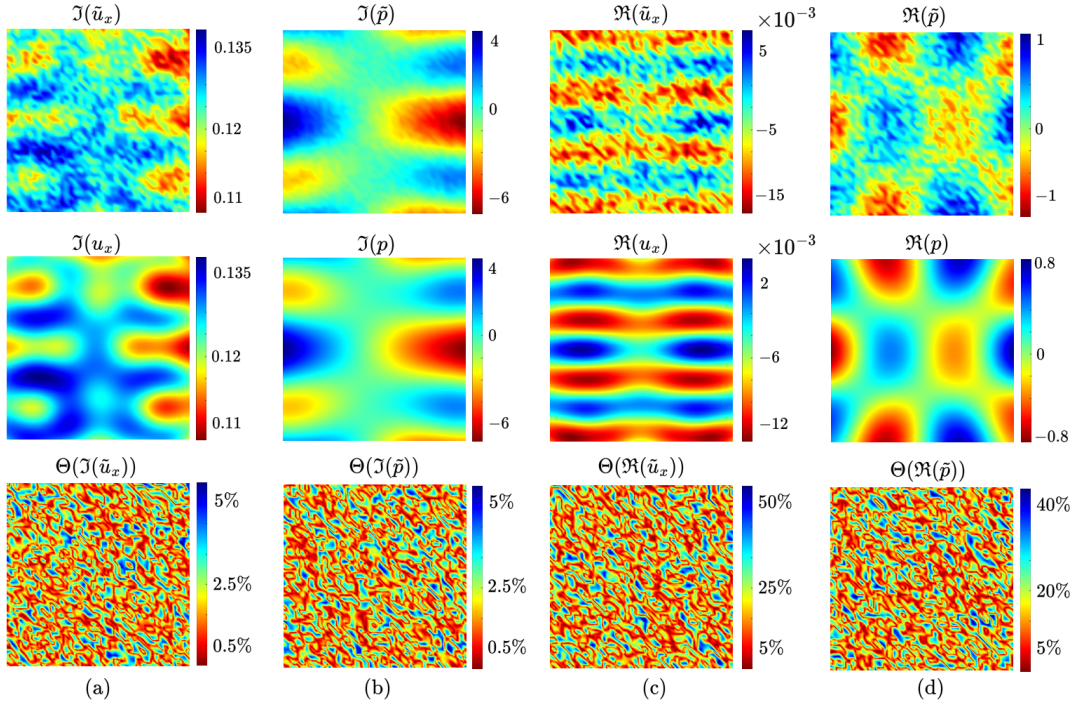 ℑ(ũₓ)
0.135
0.12
0.11
ℑ(p̃)
4
0
−6
ℜ(ũₓ)
×10⁻³
5
−5
−15
ℜ(p̃)
1
0
−1
ℑ(uₓ)
0.135
0.12
0.11
ℑ(p)
4
0
−6
ℜ(uₓ)
×10⁻³
2
−6
−12
ℜ(p)
0.8
0
−0.8
Θ(ℑ(ũₓ))
5%
2.5%
0.5%
Θ(ℑ(p̃))
5%
2.5%
0.5%
Θ(ℜ(ũₓ))
50%
25%
5%
Θ(ℜ(p̃))
40%
20%
5%
(a)
(b)
(c)
(d)